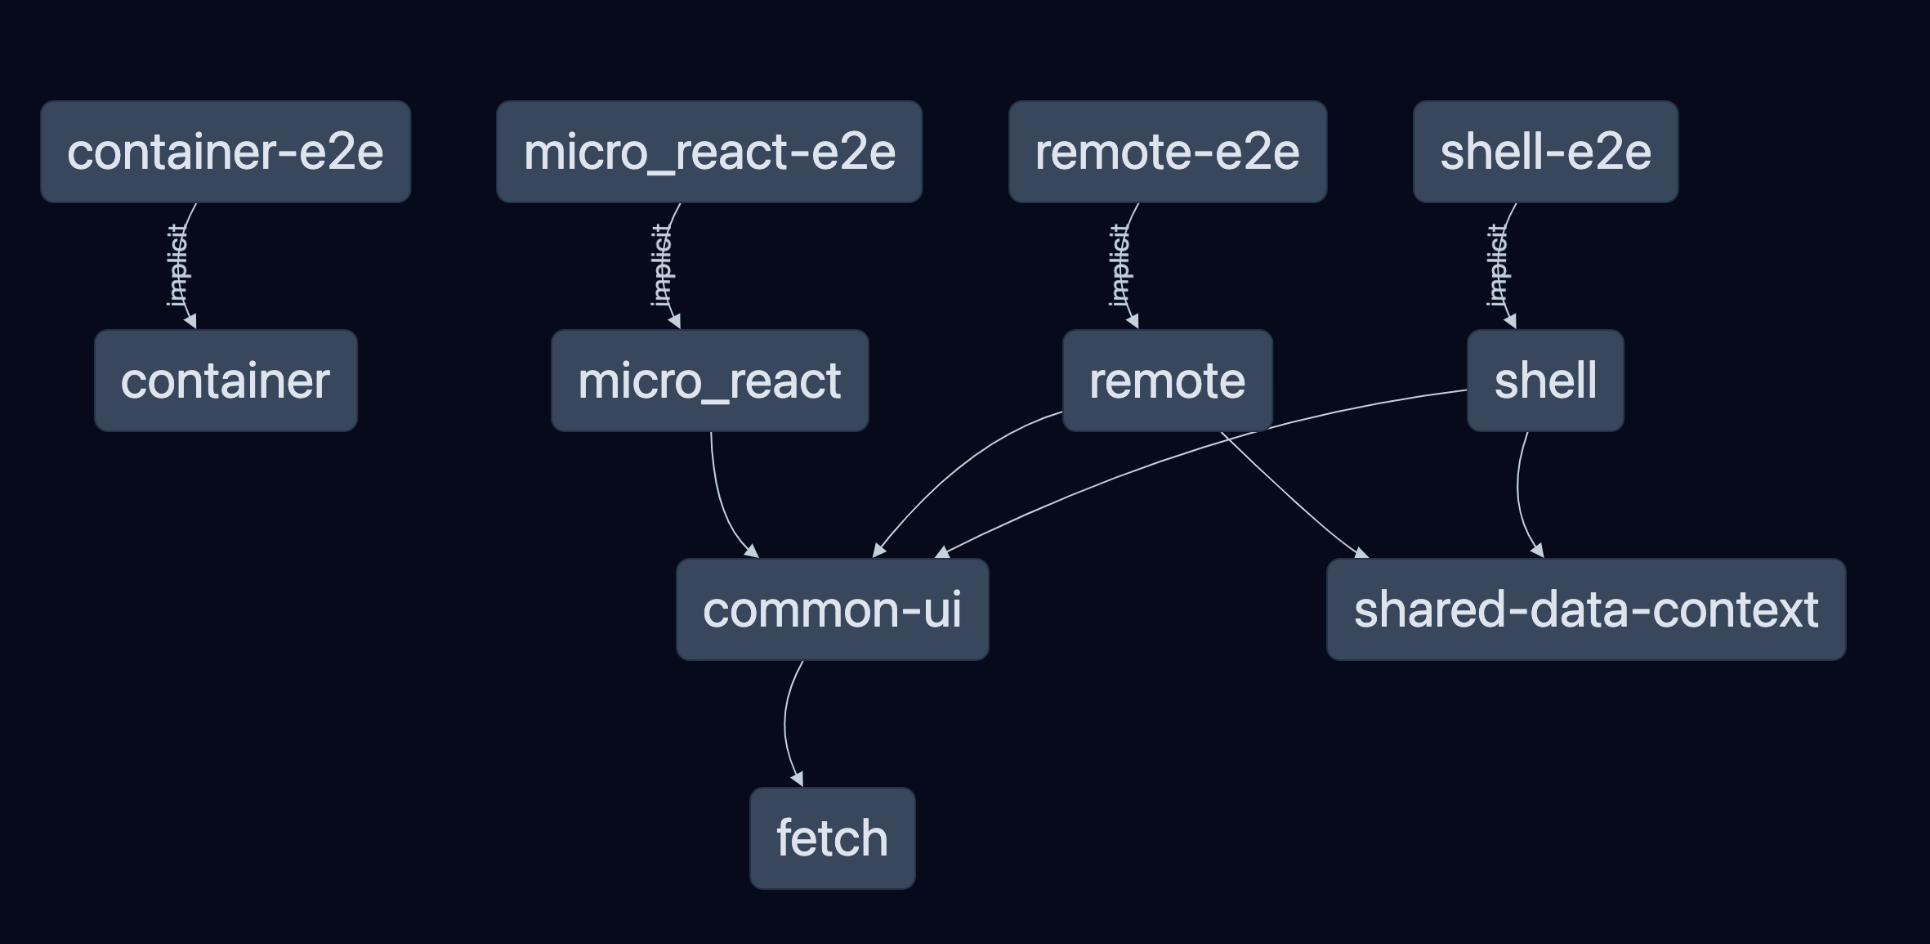 container-e2e
micro_react-e2e
remote-e2e
shell-e2e
implicit
implicit
implicit
implicit
container
micro_react
remote
shell
common-ui
shared-data-context
fetch